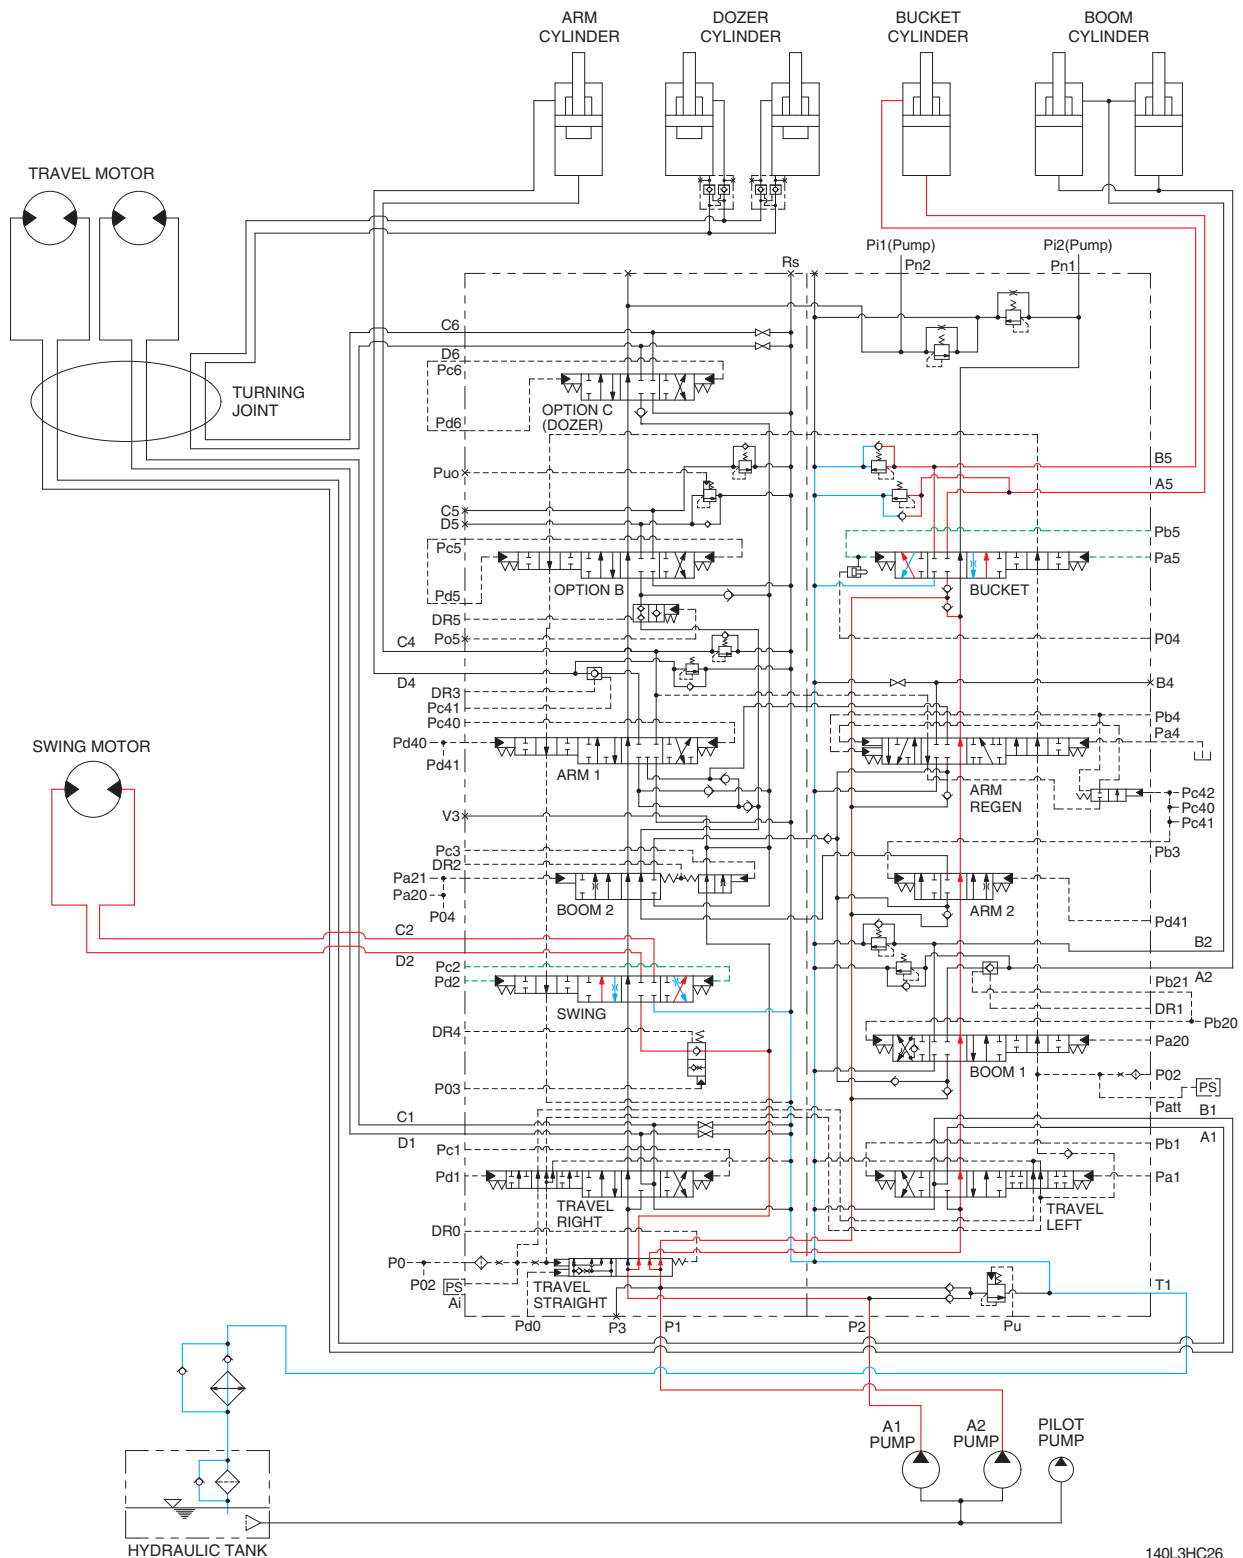 ARM
CYLINDER
DOZER
CYLINDER
BUCKET
CYLINDER
BOOM
CYLINDER
TRAVEL MOTOR
Pi1(Pump)
Pn2
Pi2(Pump)
Pn1
Rs
C6
D6
Pc6
TURNING
JOINT
OPTION C
(DOZER)
Pd6
B5
Puo
A5
C5
D5
Pb5
Pc5
Pa5
OPTION B
BUCKET
Pd5
DR5
Po5
P04
C4
D4
DR3
Pc41
B4
Pc40
Pb4
Pa4
SWING MOTOR
Pd40
Pd41
ARM 1
ARM
REGEN
Pc42
Pc40
Pc41
V3
Pc3
DR2
Pb3
Pa21
Pa20
P04
BOOM 2
ARM 2
Pd41
C2
D2
B2
Pc2
Pd2
A2
Pb21
SWING
DR1
Pb20
DR4
Pa20
BOOM 1
P03
P02
PS
Patt
C1
D1
B1
A1
Pc1
Pb1
Pd1
Pa1
TRAVEL
RIGHT
TRAVEL
LEFT
DR0
P0
P02
PS
Ai
TRAVEL
STRAIGHT
T1
Pd0
P3
P1
P2
Pu
A1
PUMP
A2
PUMP
PILOT
PUMP
HYDRAULIC TANK
140L3HC26